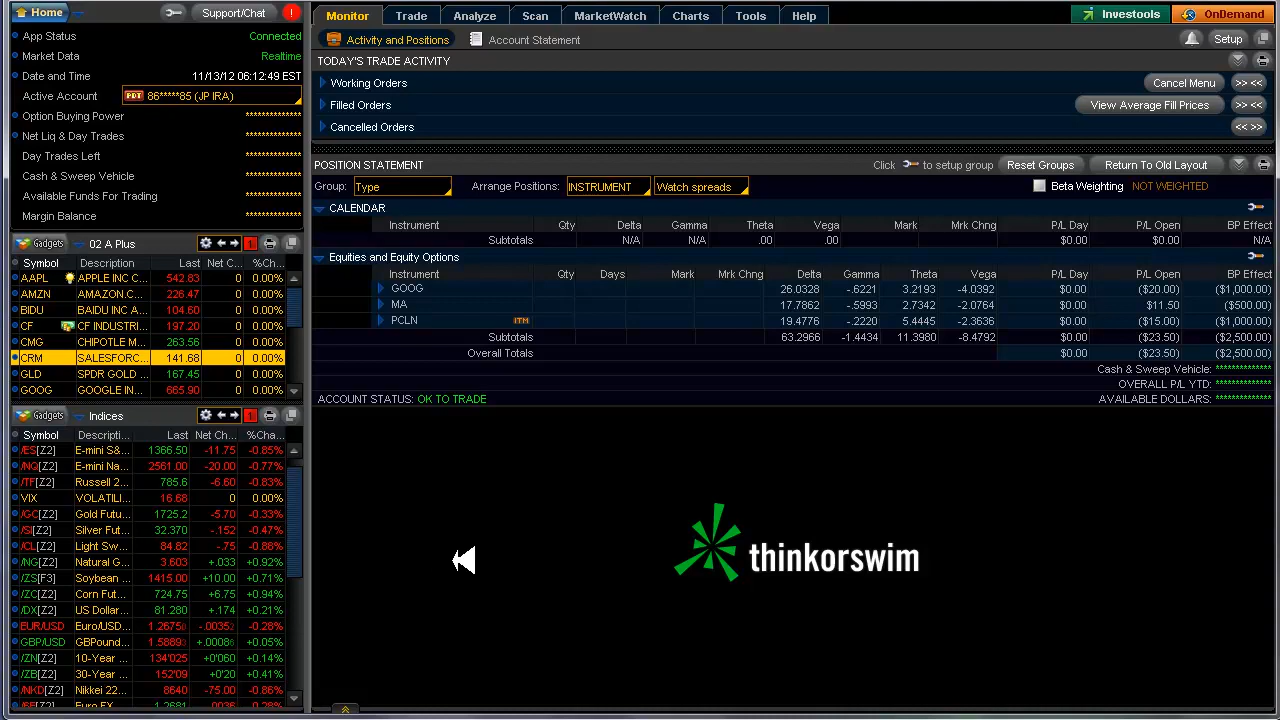 Home Support/Chat !
App Status Connected
Market Data Realtime
Date and Time 11/13/12 06:12:49 EST
Active Account PDT 86*****85 (JP IRA)
Option Buying Power **************
Net Liq & Day Trades **************
Day Trades Left **************
Cash & Sweep Vehicle **************
Available Funds For Trading **************
Margin Balance **************
Gadgets 02 A Plus 1
Symbol Description Last Net C... %Ch...
AAPL APPLE INC C... 542.83 0 0.00%
AMZN AMAZON.C... 226.47 0 0.00%
BIDU BAIDU INC A... 104.60 0 0.00%
CF CF INDUSTRI... 197.20 0 0.00%
CMG CHIPOTLE M... 263.56 0 0.00%
CRM SALESFORC... 141.68 0 0.00%
GLD SPDR GOLD ... 167.45 0 0.00%
GOOG GOOGLE IN... 665.90 0 0.00%
Gadgets Indices 1
Symbol Descripti... Last Net Ch... %Cha...
/ES[Z2] E-mini S&... 1366.50 -11.75 -0.85%
/NQ[Z2] E-mini Na... 2561.00 -20.00 -0.77%
/TF[Z2] Russell 2... 785.6 -6.60 -0.83%
VIX VOLATILI... 16.68 0 0.00%
/GC[Z2] Gold Futu... 1725.2 -5.70 -0.33%
/SI[Z2] Silver Fut... 32.370 -.152 -0.47%
/CL[Z2] Light Sw... 84.82 -.75 -0.86%
/NG[Z2] Natural G... 3.603 +.033 +0.92%
/ZS[F3] Soybean ... 1415.00 +10.00 +0.71%
/ZC[Z2] Corn Fut... 724.75 +6.75 +0.94%
/DX[Z2] US Dollar... 81.280 +.174 +0.21%
EUR/USD Euro/USD... 1.2675 -.0035 -0.28%
GBP/USD GBPound... 1.5889 +.0008 +0.05%
/ZN[Z2] 10-Year ... 134'025 +0'060 +0.14%
/ZB[Z2] 30-Year ... 152'09 +0'20 +0.41%
/NKD[Z2] Nikkei 22... 8640 -75.00 -0.86%
/6E[Z2] Euro FX ... 1.2681 -0.28%
Monitor Trade Analyze Scan MarketWatch Charts Tools Help Investools OnDemand
Activity and Positions Account Statement Setup
TODAY'S TRADE ACTIVITY
Working Orders Cancel Menu >> <<
Filled Orders View Average Fill Prices >> <<
Cancelled Orders << >>
POSITION STATEMENT Click to setup group Reset Groups Return To Old Layout
Group: Type Arrange Positions: INSTRUMENT Watch spreads Beta Weighting NOT WEIGHTED
CALENDAR
Instrument Qty Delta Gamma Theta Vega Mark Mrk Chng P/L Day P/L Open BP Effect
Subtotals N/A N/A .00 .00 $0.00 $0.00 N/A
Equities and Equity Options
Instrument Qty Days Mark Mrk Chng Delta Gamma Theta Vega P/L Day P/L Open BP Effect
GOOG 26.0328 -.6221 3.2193 -4.0392 $0.00 ($20.00) ($1,000.00)
MA 17.7862 -.5993 2.7342 -2.0764 $0.00 $11.50 ($500.00)
PCLN ITM 19.4776 -.2220 5.4445 -2.3636 $0.00 ($15.00) ($1,000.00)
Subtotals 63.2966 -1.4434 11.3980 -8.4792 $0.00 ($23.50) ($2,500.00)
Overall Totals $0.00 ($23.50) ($2,500.00)
Cash & Sweep Vehicle: **************
OVERALL P/L YTD: **************
ACCOUNT STATUS: OK TO TRADE AVAILABLE DOLLARS: **************
thinkorswim